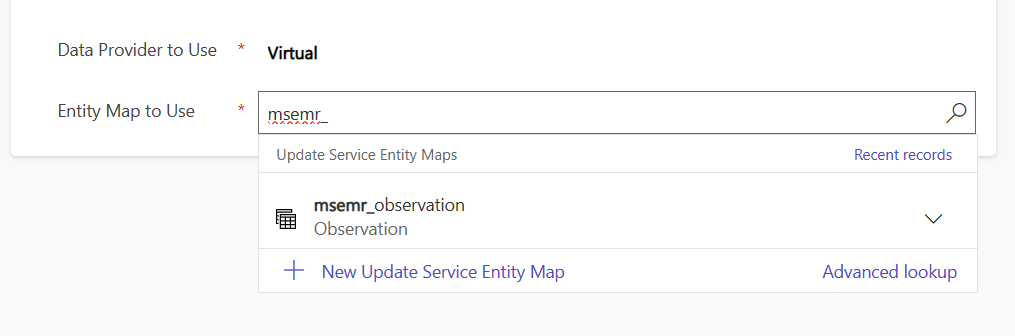 Data Provider to Use * Virtual
Entity Map to Use * msemr_
Update Service Entity Maps Recent records
msemr_observation
Observation
New Update Service Entity Map Advanced lookup